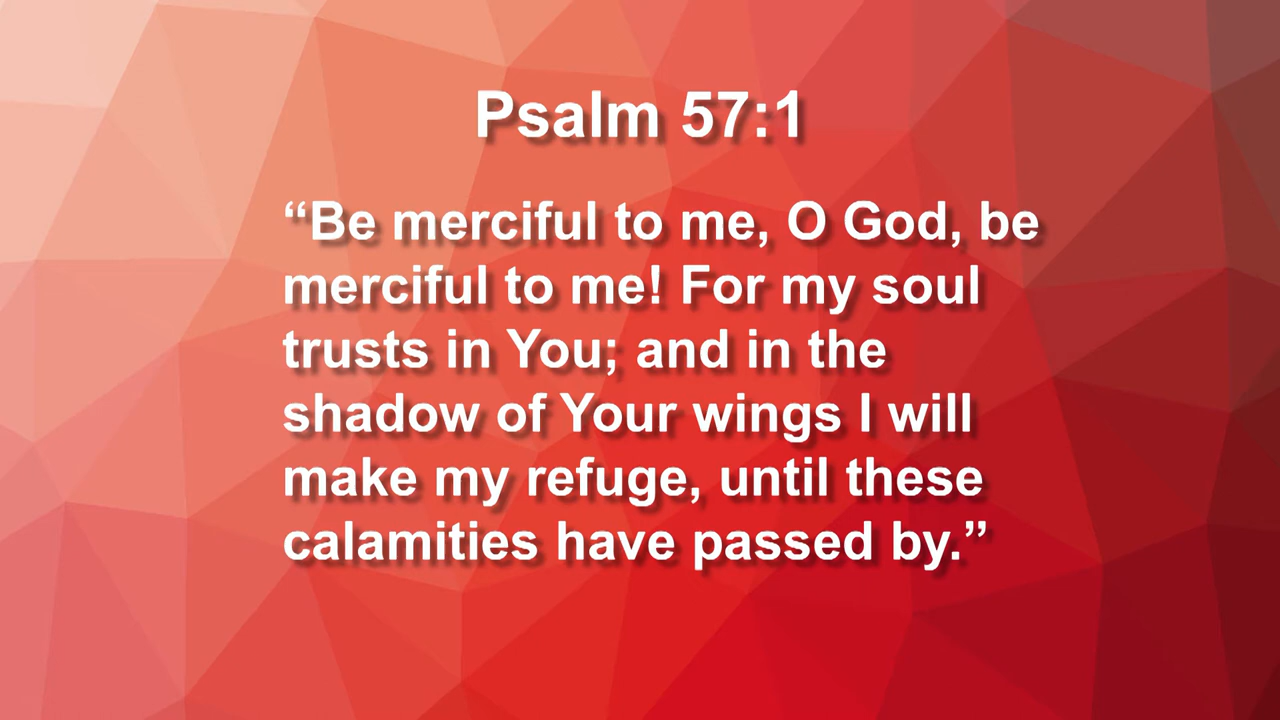 Psalm 57:1
“Be merciful to me, O God, be
merciful to me! For my soul
trusts in You; and in the
shadow of Your wings I will
make my refuge, until these
calamities have passed by.”